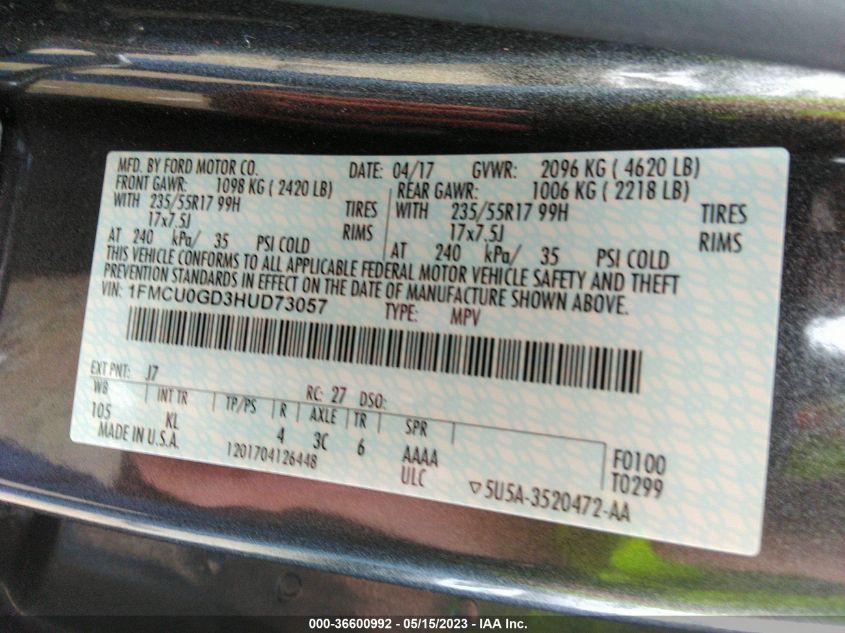 MFD. BY FORD MOTOR CO. DATE: 04/17 GVWR: 2096 KG ( 4620 LB)
FRONT GAWR: 1098 KG ( 2420 LB) REAR GAWR: 1006 KG ( 2218 LB)
WITH 235/55R17 99H TIRES WITH 235/55R17 99H TIRES
17x7.5J RIMS 17x7.5J RIMS
AT 240 kPa/ 35 PSI COLD AT 240 kPa/ 35 PSI COLD
THIS VEHICLE CONFORMS TO ALL APPLICABLE FEDERAL MOTOR VEHICLE SAFETY AND THEFT
PREVENTION STANDARDS IN EFFECT ON THE DATE OF MANUFACTURE SHOWN ABOVE.
VIN: 1FMCU0GD3HUD73057 TYPE: MPV
EXT PNT: J7 RC: 27 DSO:
WB INT TR TP/PS R AXLE TR SPR
105 KL 4 3C 6 AAAA F0100
MADE IN U.S.A. 1201704126448 ULC T0299
▽5U5A-3520472-AA
000-36600992 - 05/15/2023 - IAA Inc.